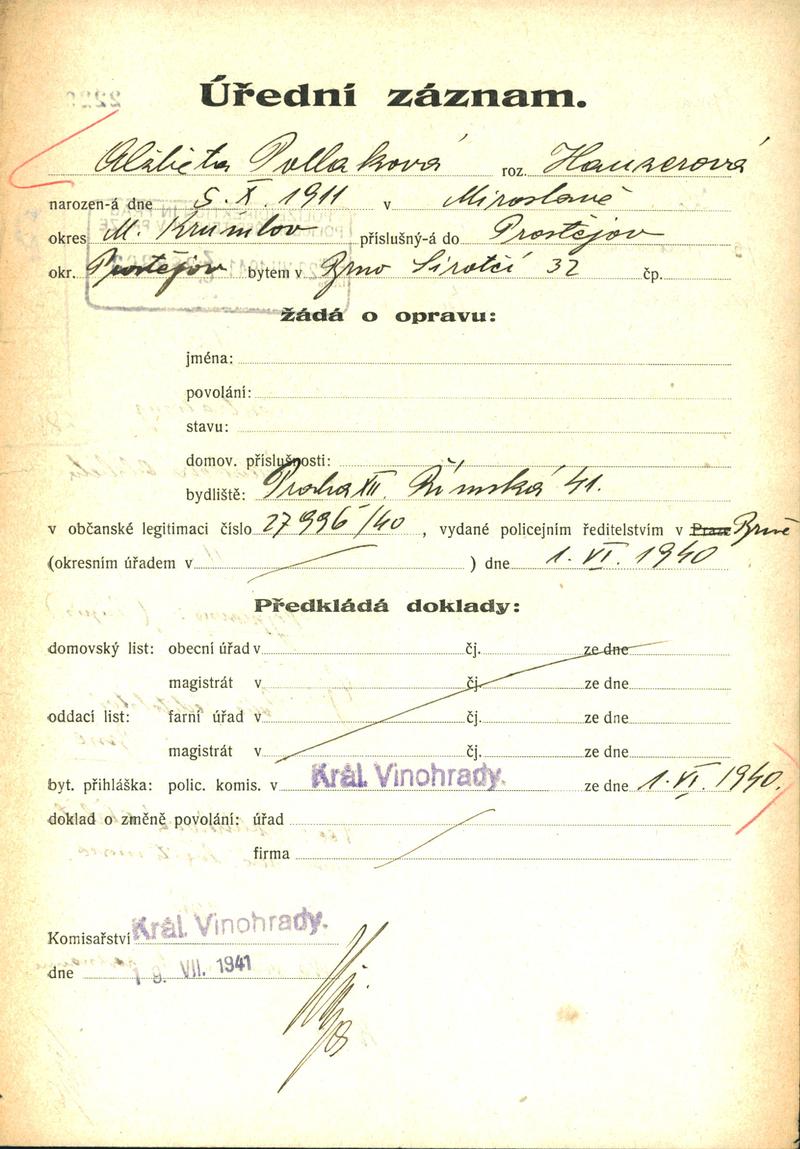 Úřední záznam.
Alžběta Pollaková roz. Hauserová
narozen-á dne 5. X. 1911 v Miroslavě
okres M. Krumlov příslušný-á do Prostějov
okr. Prostějov bytem v Brno Sirotčí 32 čp.
žádá o opravu:
jména:
povolání:
stavu:
domov. příslušnosti:
bydliště: Praha XII. Římská 41.
v občanské legitimaci číslo 27996/40, vydané policejním ředitelstvím v Praze Brně
(okresním úřadem v ) dne 1. VI. 1940
Předkládá doklady:
domovský list: obecní úřad v čj. ze dne
magistrát v čj. ze dne
oddací list: farní úřad v čj. ze dne
magistrát v čj. ze dne
byt. přihláška: polic. komis. v Král. Vinohrady. ze dne 1. VI. 1940.
doklad o změně povolání: úřad
firma
Komisařství Král. Vinohrady.
dne 19. VII. 1941